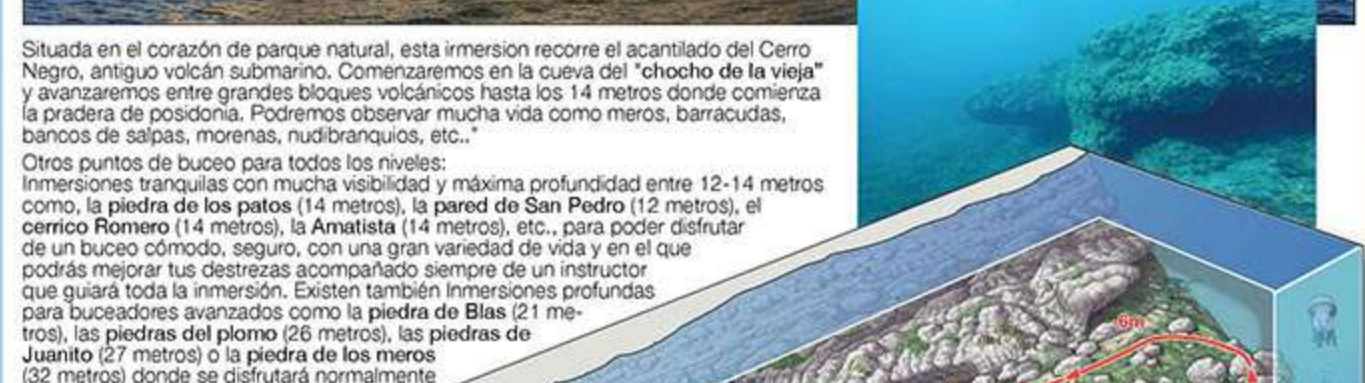 Situada en el corazón de parque natural, esta irmersion recorre el acantilado del Cerro
Negro, antiguo volcán submarino. Comenzaremos en la cueva del "chocho de la vieja"
y avanzaremos entre grandes bloques volcánicos hasta los 14 metros donde comienza
la pradera de posidonia. Podremos observar mucha vida como meros, barracudas,
bancos de salpas, morenas, nudibranquios, etc.."
Otros puntos de buceo para todos los niveles:
Inmersiones tranquilas con mucha visibilidad y máxima profundidad entre 12-14 metros
como, la piedra de los patos (14 metros), la pared de San Pedro (12 metros), el
cerrico Romero (14 metros), la Amatista (14 metros), etc., para poder disfrutar
de un buceo cómodo, seguro, con una gran variedad de vida y en el que
podrás mejorar tus destrezas acompañado siempre de un instructor
que guiará toda la inmersión. Existen también Inmersiones profundas
para buceadores avanzados como la piedra de Blas (21 me-
tros), las piedras del plomo (26 metros), las piedras de
Juanito (27 metros) o la piedra de los meros
(32 metros) donde se disfrutará normalmente
6m